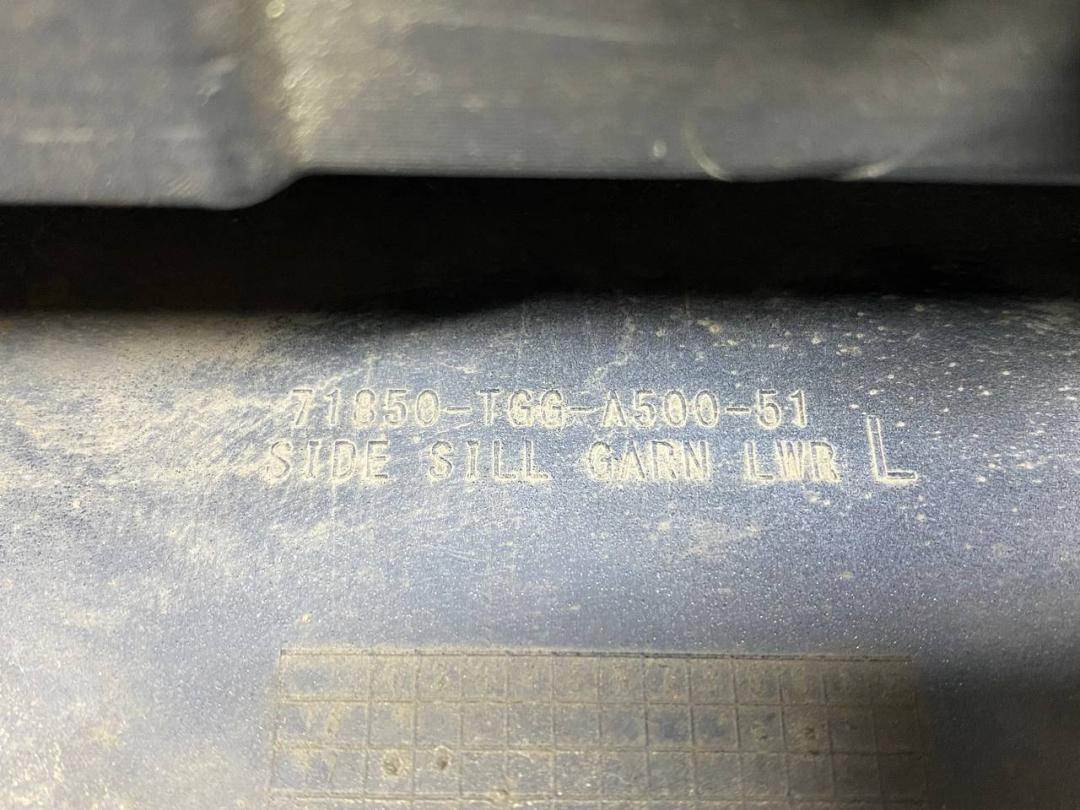 71850-TGG-A500-51
SIDE SILL GARN LWR L